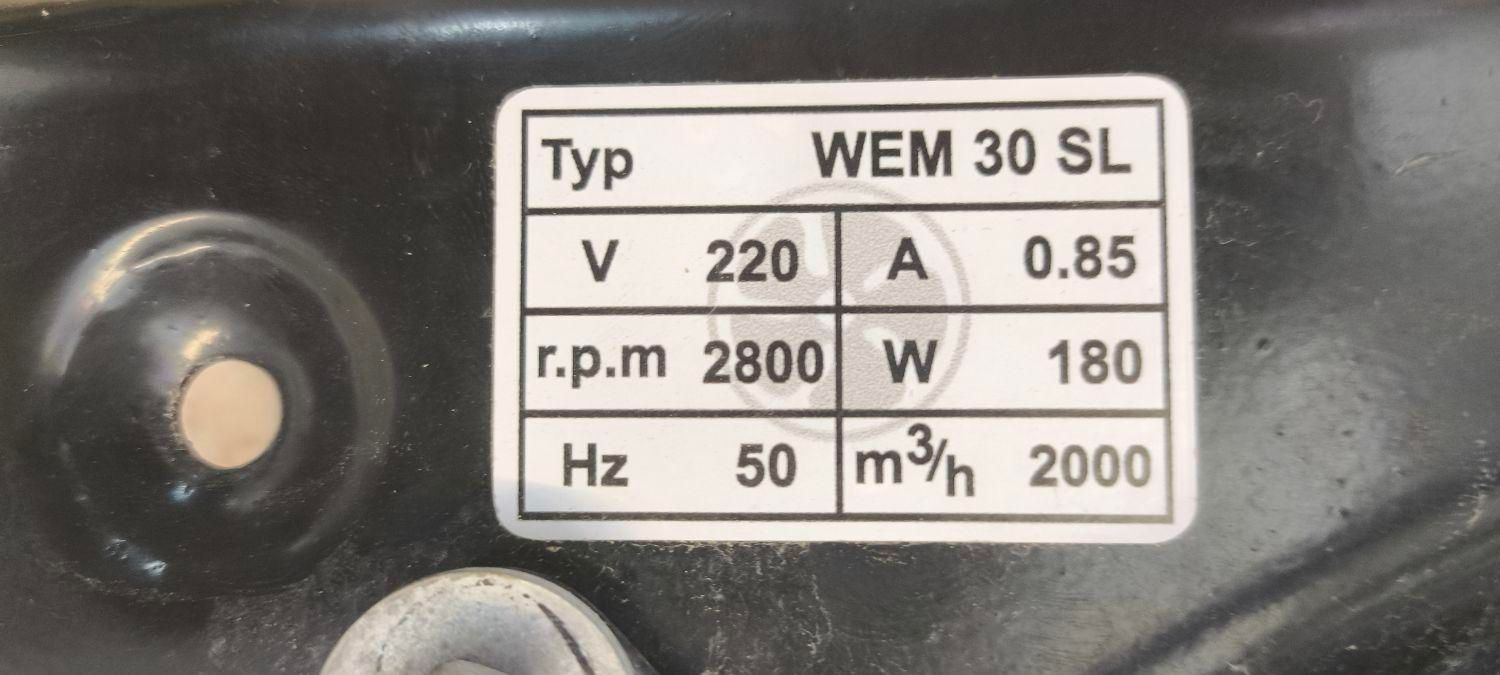 Typ WEM 30 SL
V 220 A 0.85
r.p.m 2800 W 180
Hz 50 m³/h 2000